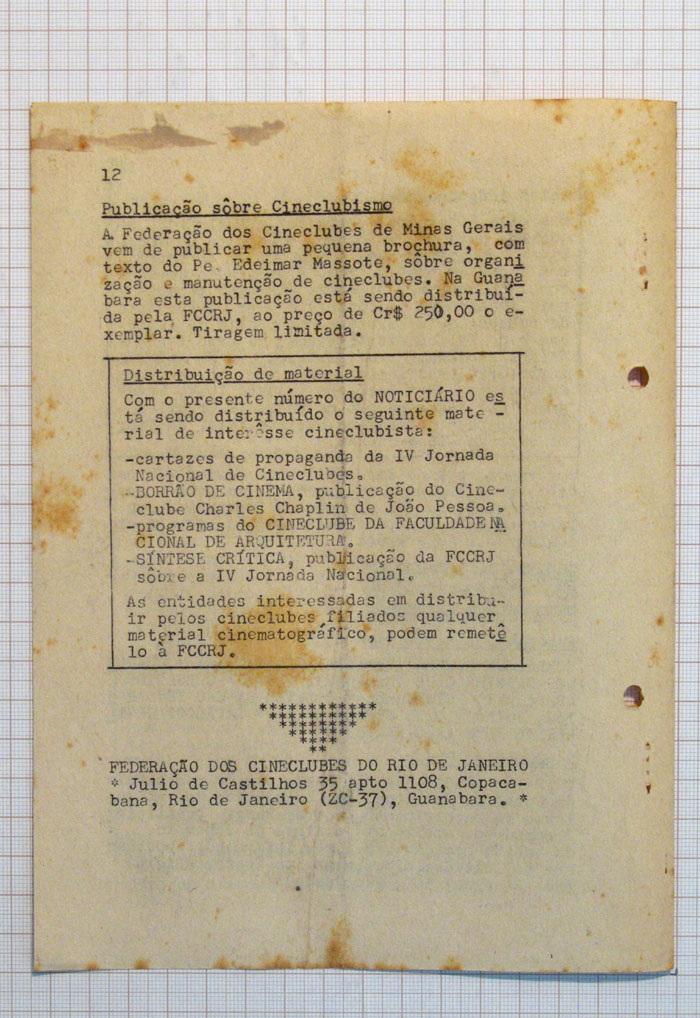 12
Publicação sôbre Cineclubismo
A Federação dos Cineclubes de Minas Gerais
vem de publicar uma pequena brochura, com
texto do Pe. Edeimar Massote, sôbre organi
zação e manutenção de cineclubes. Na Guana
bara esta publicação está sendo distribuí-
da pela FCCRJ, ao preço de Cr$ 250,00 o e-
xemplar. Tiragem limitada.
Distribuição de material
Com o presente número do NOTICIÁRIO es
tá sendo distribuído o seguinte mate -
rial de interêsse cineclubista:
-cartazes de propaganda da IV Jornada
Nacional de Cineclubes.
-BORRÃO DE CINEMA, publicação do Cine-
clube Charles Chaplin de João Pessoa.
-programas do CINECLUBE DA FACULDADE NA
CIONAL DE ARQUITETURA.
-SÍNTESE CRÍTICA, publicação da FCCRJ
sôbre a IV Jornada Nacional.
As entidades interessadas em distribu-
ir pelos cineclubes filiados qualquer
material cinematográfico, podem remetê
lo à FCCRJ.
************
**********
********
******
****
**
FEDERAÇÃO DOS CINECLUBES DO RIO DE JANEIRO
* Julio de Castilhos 35 apto 1108, Copaca-
bana, Rio de Janeiro (ZC-37), Guanabara. *